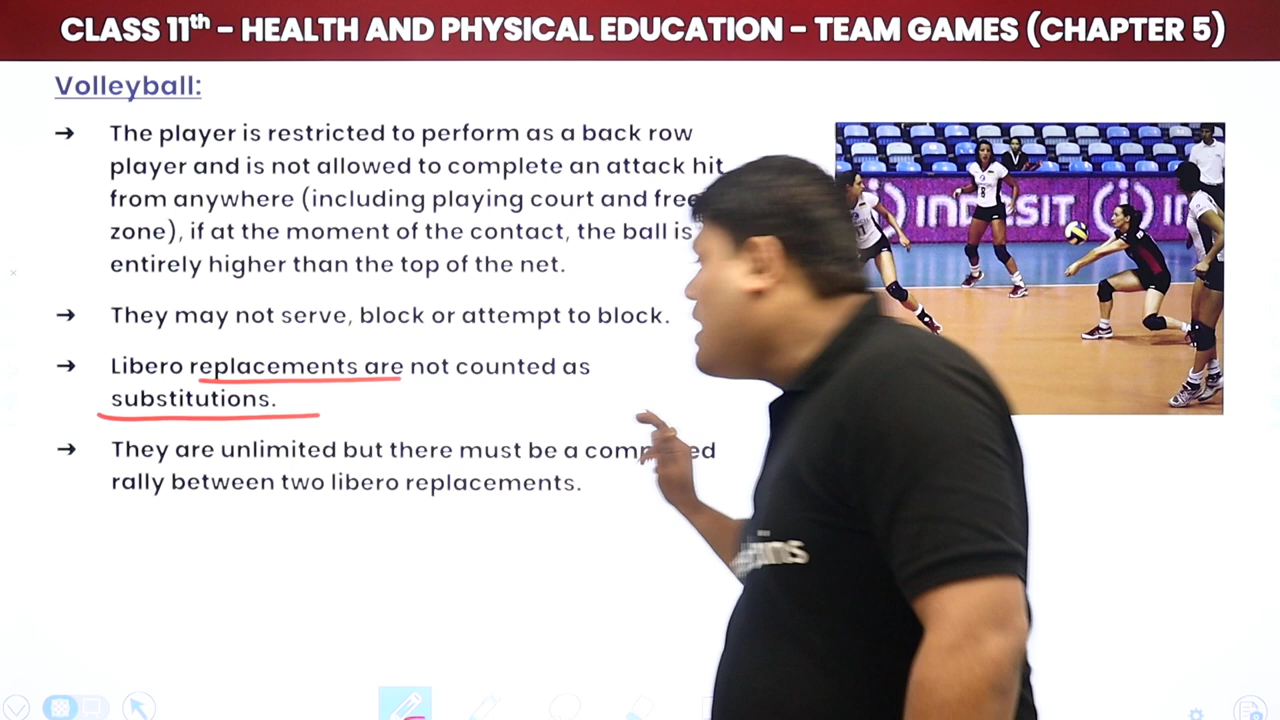 CLASS 11th – HEALTH AND PHYSICAL EDUCATION – TEAM GAMES (CHAPTER 5)
Volleyball:
➔ The player is restricted to perform as a back row
player and is not allowed to complete an attack hit
from anywhere (including playing court and free
zone), if at the moment of the contact, the ball is
entirely higher than the top of the net.
➔ They may not serve, block or attempt to block.
➔ Libero replacements are not counted as
substitutions.
➔ They are unlimited but there must be a
rally between two libero replacements.
INDESIT
8